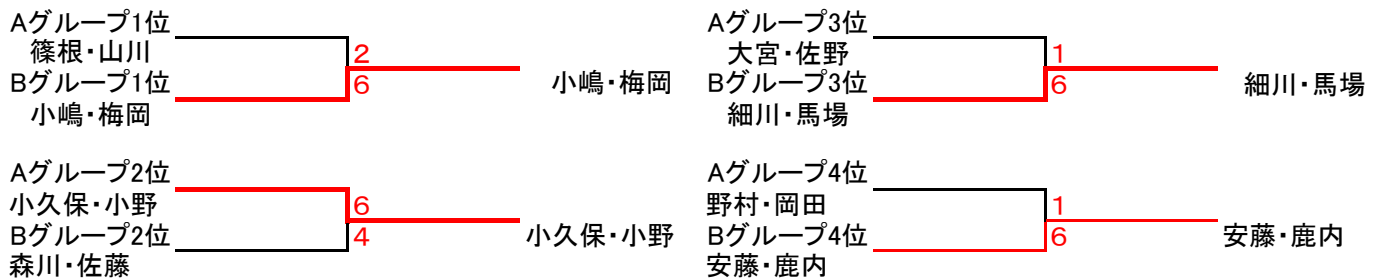 Aグループ1位
篠根・山川
2
Bグループ1位
6
小嶋・梅岡
小嶋・梅岡
Aグループ3位
大宮・佐野
1
Bグループ3位
6
細川・馬場
細川・馬場
Aグループ2位
小久保・小野
6
Bグループ2位
4
小久保・小野
森川・佐藤
Aグループ4位
野村・岡田
1
Bグループ4位
6
安藤・鹿内
安藤・鹿内